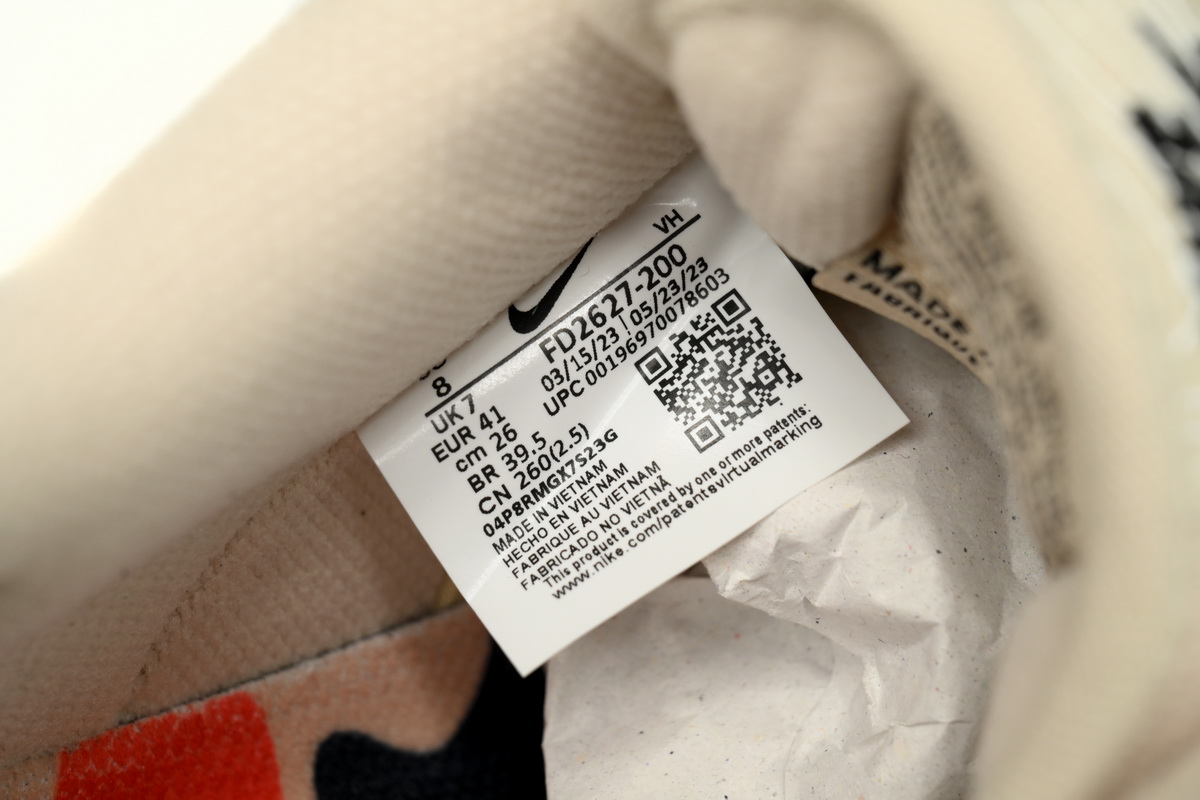 VH
8
UK 7
EUR 41
cm 26
BR 39.5
CN 260(2.5)
04P8RMGX7S23G
FD2627-200
03/15/23 | 05/23/23
UPC 00196970078603
MADE IN VIETNAM
HECHO EN VIETNAM
FABRIQUE AU VIETNAM
FABRICADO NO VIETNÃ
This product is covered by one or more patents:
www.nike.com/patentevirtualmarking
MADE
FABRIQUÉ